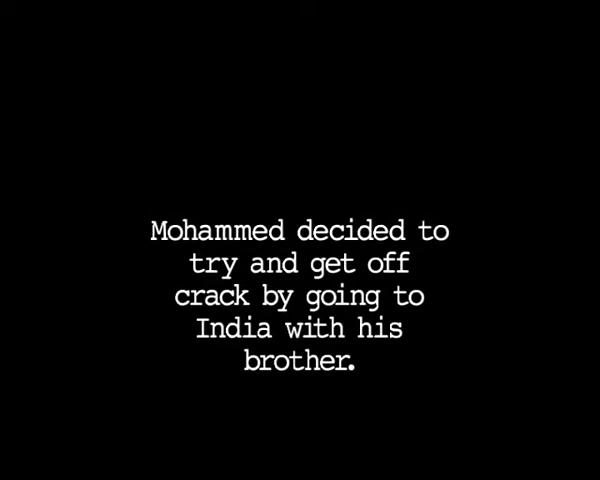 Mohammed decided to
try and get off
crack by going to
India with his
brother.